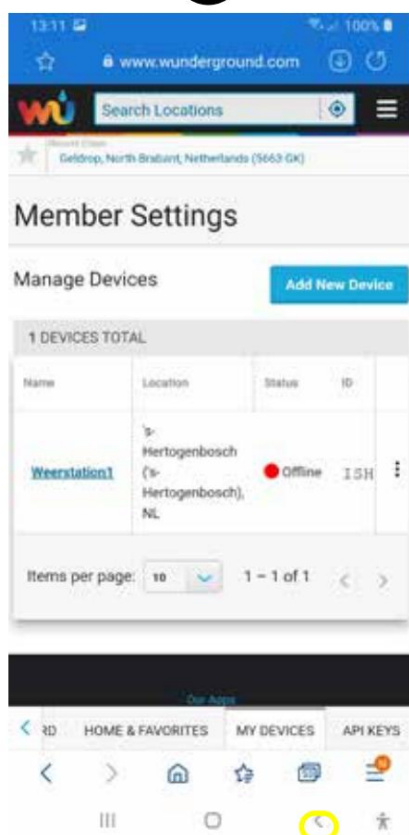 13:11 100%
www.wunderground.com
wu Search Locations
Geldrop, North Brabant, Netherlands (5663 GK)
Member Settings
Manage Devices Add New Device
1 DEVICES TOTAL
Name Location Status ID
Weerstation1 's-Hertogenbosch ('s-Hertogenbosch), NL Offline ISH
Items per page: 10 1 – 1 of 1
Our Apps
RD HOME & FAVORITES MY DEVICES API KEYS